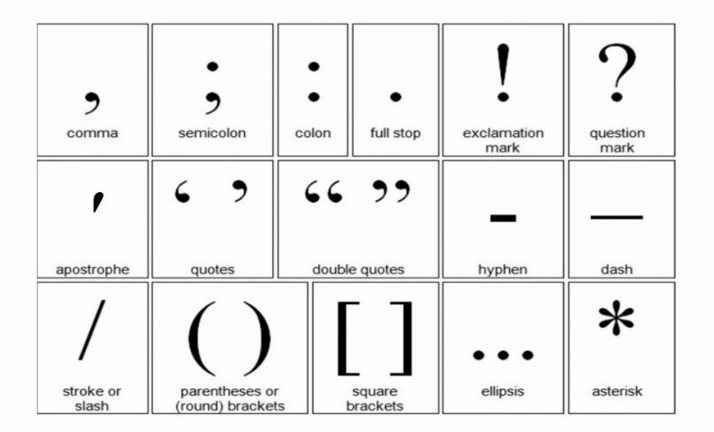 , ; : . ! ?
comma semicolon colon full stop exclamation mark question mark
' ‘ ’ “ ” - —
apostrophe quotes double quotes hyphen dash
/ ( ) [ ] ... *
stroke or slash parentheses or (round) brackets square brackets ellipsis asterisk